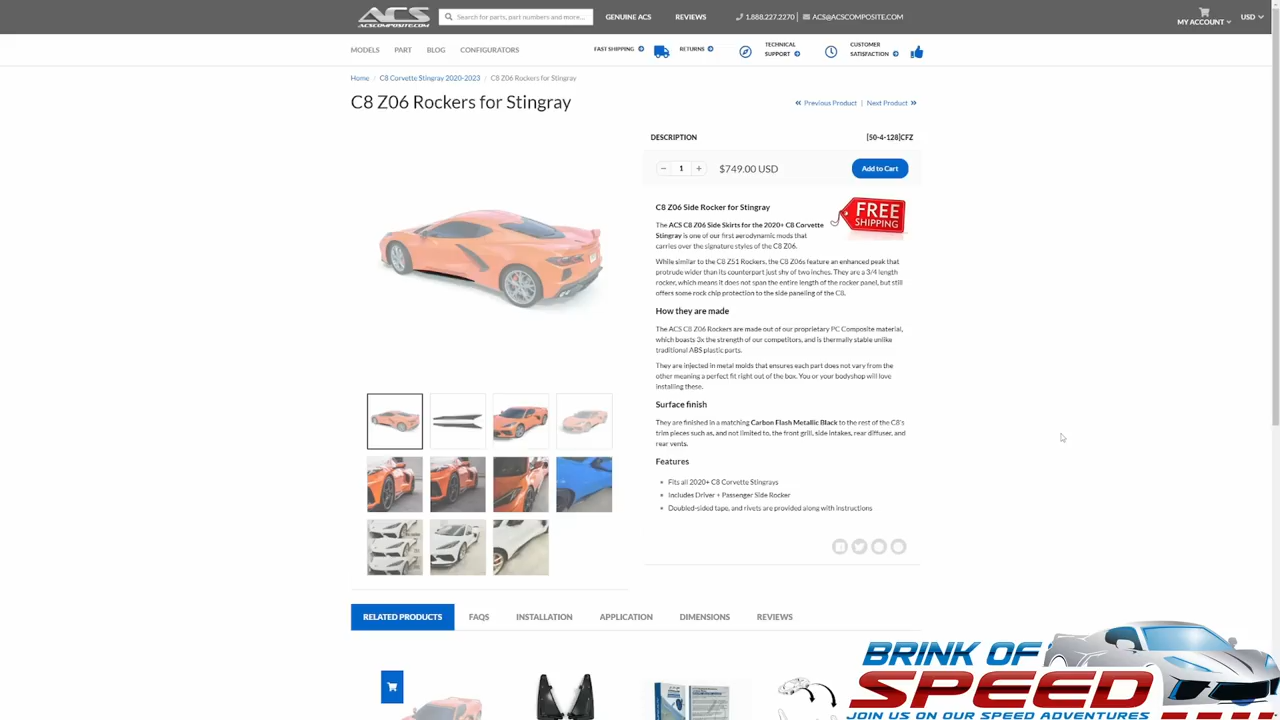 ACS
ACSCOMPOSITE.COM
Search for parts, part numbers and more...
GENUINE ACS
REVIEWS
1.888.227.2270
ACS@ACSCOMPOSITE.COM
MY ACCOUNT
USD
MODELS
PART
BLOG
CONFIGURATORS
FAST SHIPPING
RETURNS
TECHNICAL
SUPPORT
CUSTOMER
SATISFACTION
Home / C8 Corvette Stingray 2020-2023 / C8 Z06 Rockers for Stingray
C8 Z06 Rockers for Stingray
Previous Product | Next Product
DESCRIPTION
[50-4-128]CFZ
− 1 + $749.00 USD
Add to Cart
C8 Z06 Side Rocker for Stingray
FREE
SHIPPING
The ACS C8 Z06 Side Skirts for the 2020+ C8 Corvette
Stingray is one of our first aerodynamic mods that
carries over the signature styles of the C8 Z06.
While similar to the C8 Z51 Rockers, the C8 Z06s feature an enhanced peak that
protrude wider than its counterpart just shy of two inches. They are a 3/4 length
rocker, which means it does not span the entire length of the rocker panel, but still
offers some rock chip protection to the side paneling of the C8.
How they are made
The ACS C8 Z06 Rockers are made out of our proprietary PC Composite material,
which boasts 3x the strength of our competitors, and is thermally stable unlike
traditional ABS plastic parts.
They are injected in metal molds that ensures each part does not vary from the
other meaning a perfect fit right out of the box. You or your bodyshop will love
installing these.
Surface finish
They are finished in a matching Carbon Flash Metallic Black to the rest of the C8's
trim pieces such as, and not limited to, the front grill, side intakes, rear diffuser, and
rear vents.
Features
Fits all 2020+ C8 Corvette Stingrays
Includes Driver + Passenger Side Rocker
Doubled-sided tape, and rivets are provided along with instructions
RELATED PRODUCTS
FAQS
INSTALLATION
APPLICATION
DIMENSIONS
REVIEWS
BRINK OF
SPEED
JOIN US ON OUR SPEED ADVENTURES